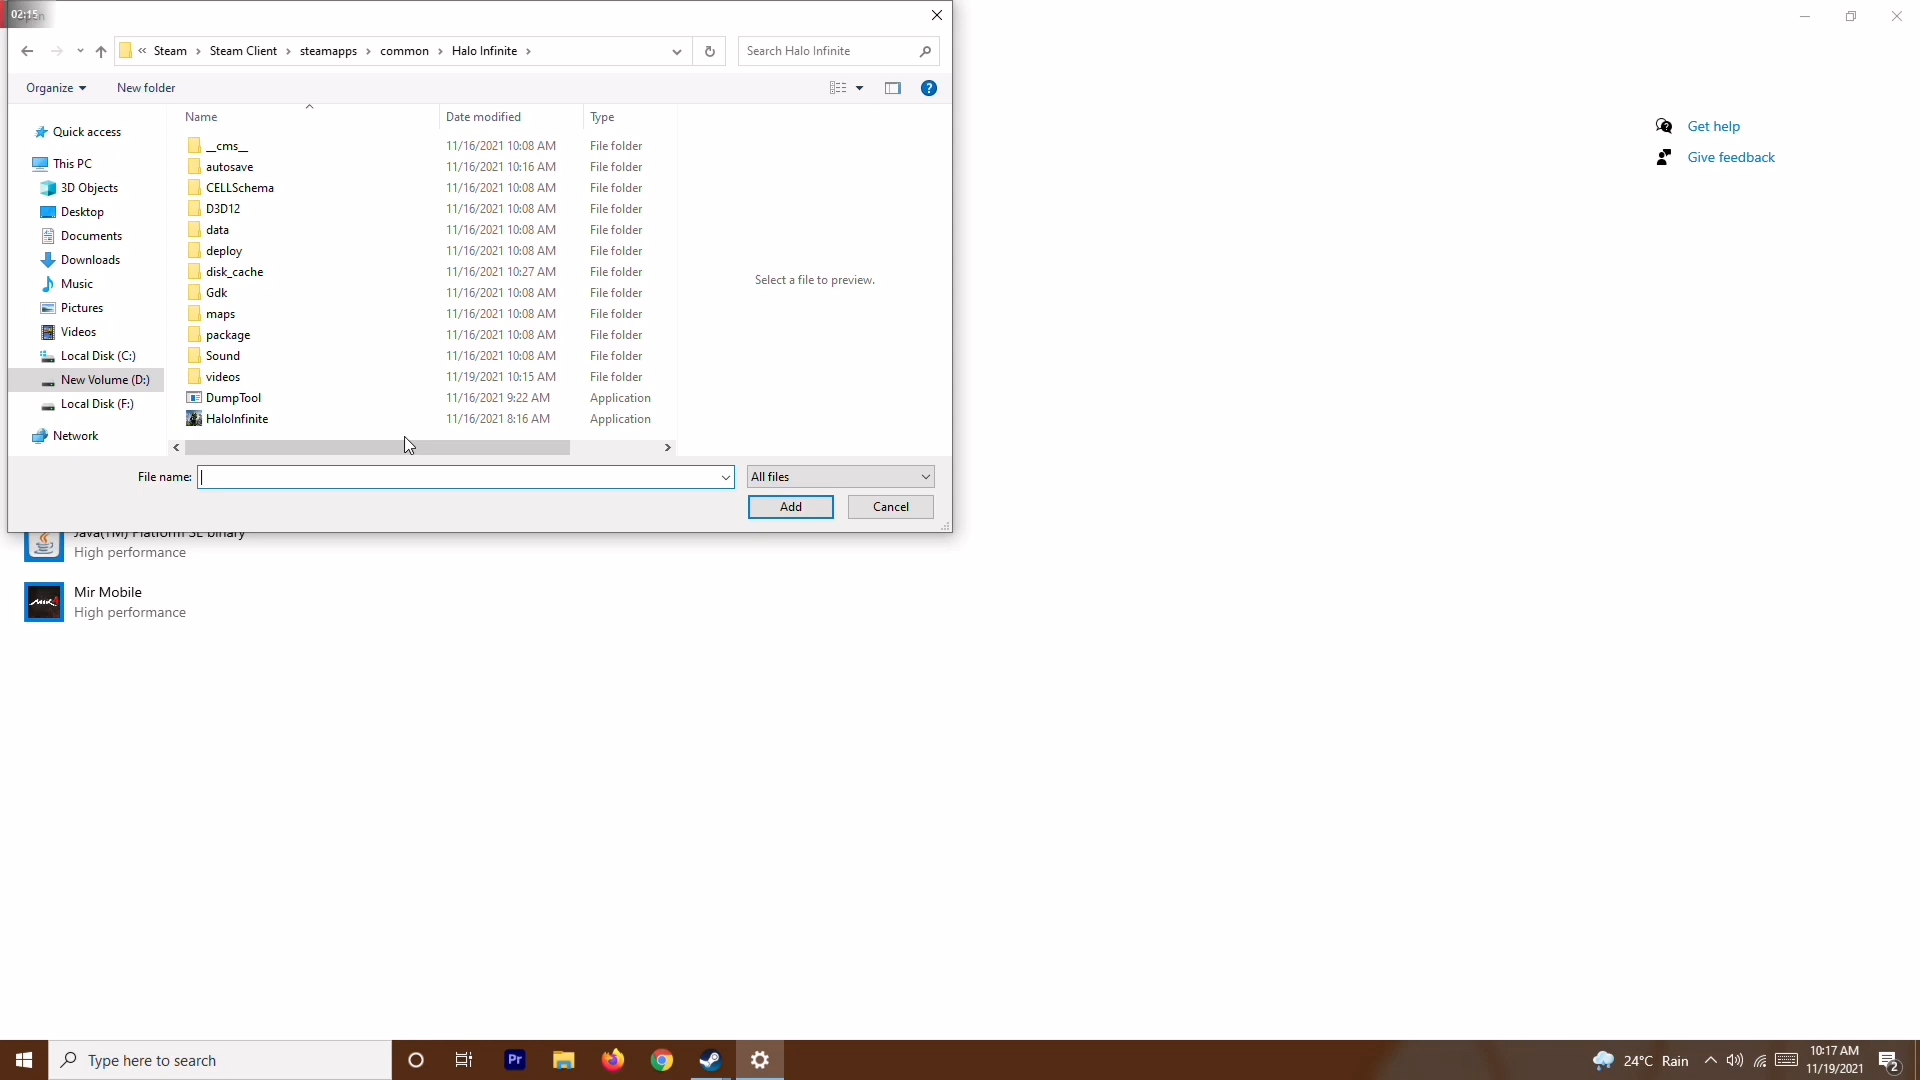 02:15
« Steam › Steam Client › steamapps › common › Halo Infinite ›
Search Halo Infinite
Organize
New folder
Name
Date modified
Type
Quick access
This PC
3D Objects
Desktop
Documents
Downloads
Music
Pictures
Videos
Local Disk (C:)
New Volume (D:)
Local Disk (F:)
Network
__cms__ 11/16/2021 10:08 AM File folder
autosave 11/16/2021 10:16 AM File folder
CELLSchema 11/16/2021 10:08 AM File folder
D3D12 11/16/2021 10:08 AM File folder
data 11/16/2021 10:08 AM File folder
deploy 11/16/2021 10:08 AM File folder
disk_cache 11/16/2021 10:27 AM File folder
Gdk 11/16/2021 10:08 AM File folder
maps 11/16/2021 10:08 AM File folder
package 11/16/2021 10:08 AM File folder
Sound 11/16/2021 10:08 AM File folder
videos 11/19/2021 10:15 AM File folder
DumpTool 11/16/2021 9:22 AM Application
HaloInfinite 11/16/2021 8:16 AM Application
Select a file to preview.
File name:
All files
Add
Cancel
Get help
Give feedback
Java(TM) Platform SE binary
High performance
Mir Mobile
High performance
Type here to search
Pr
24°C Rain
10:17 AM
11/19/2021
2